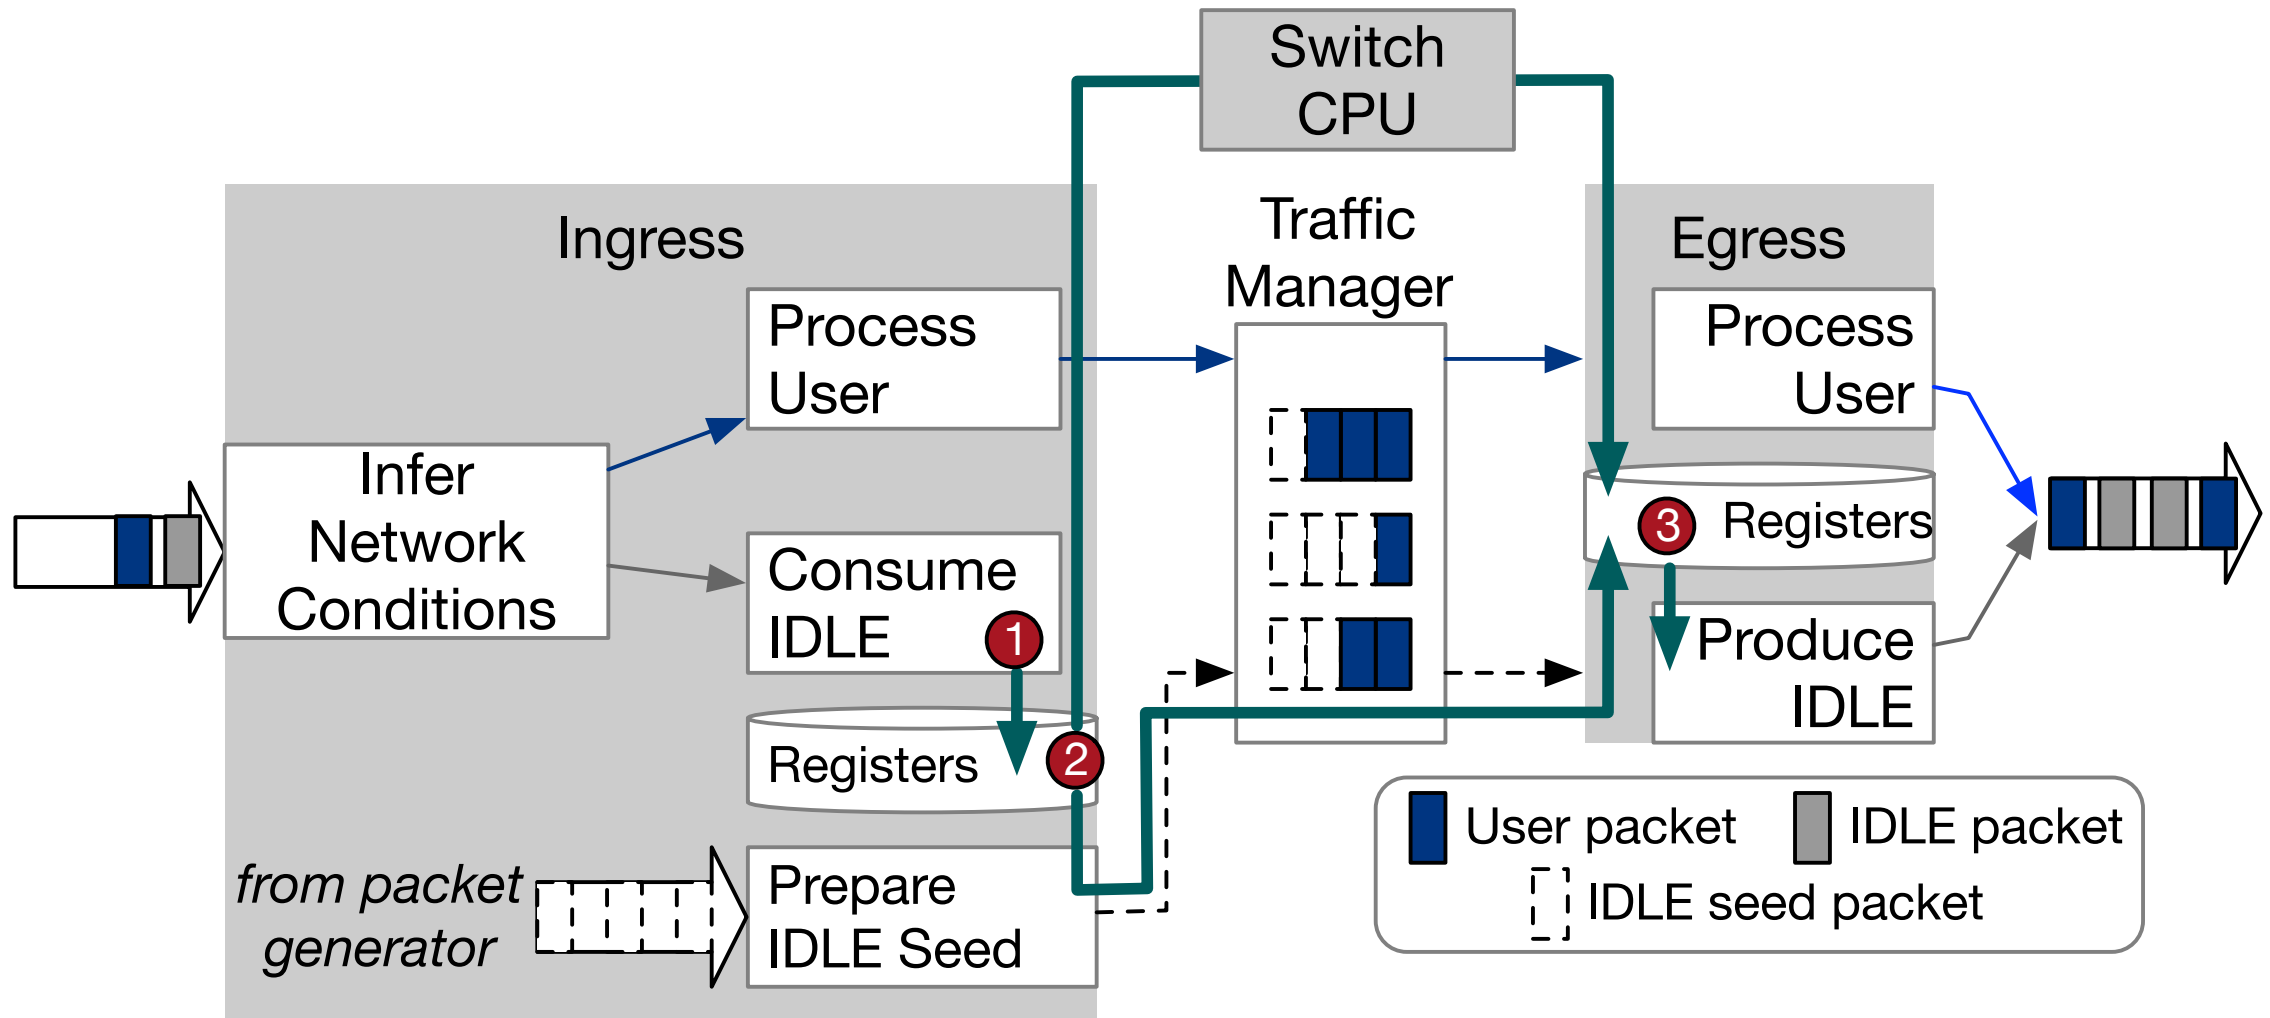 Switch
CPU
Ingress
Traffic
Manager
Egress
Process
User
Process
User
Infer
Network
Conditions
Consume
IDLE
1
Registers
2
3
Registers
Produce
IDLE
from packet
generator
Prepare
IDLE Seed
User packet
IDLE packet
IDLE seed packet